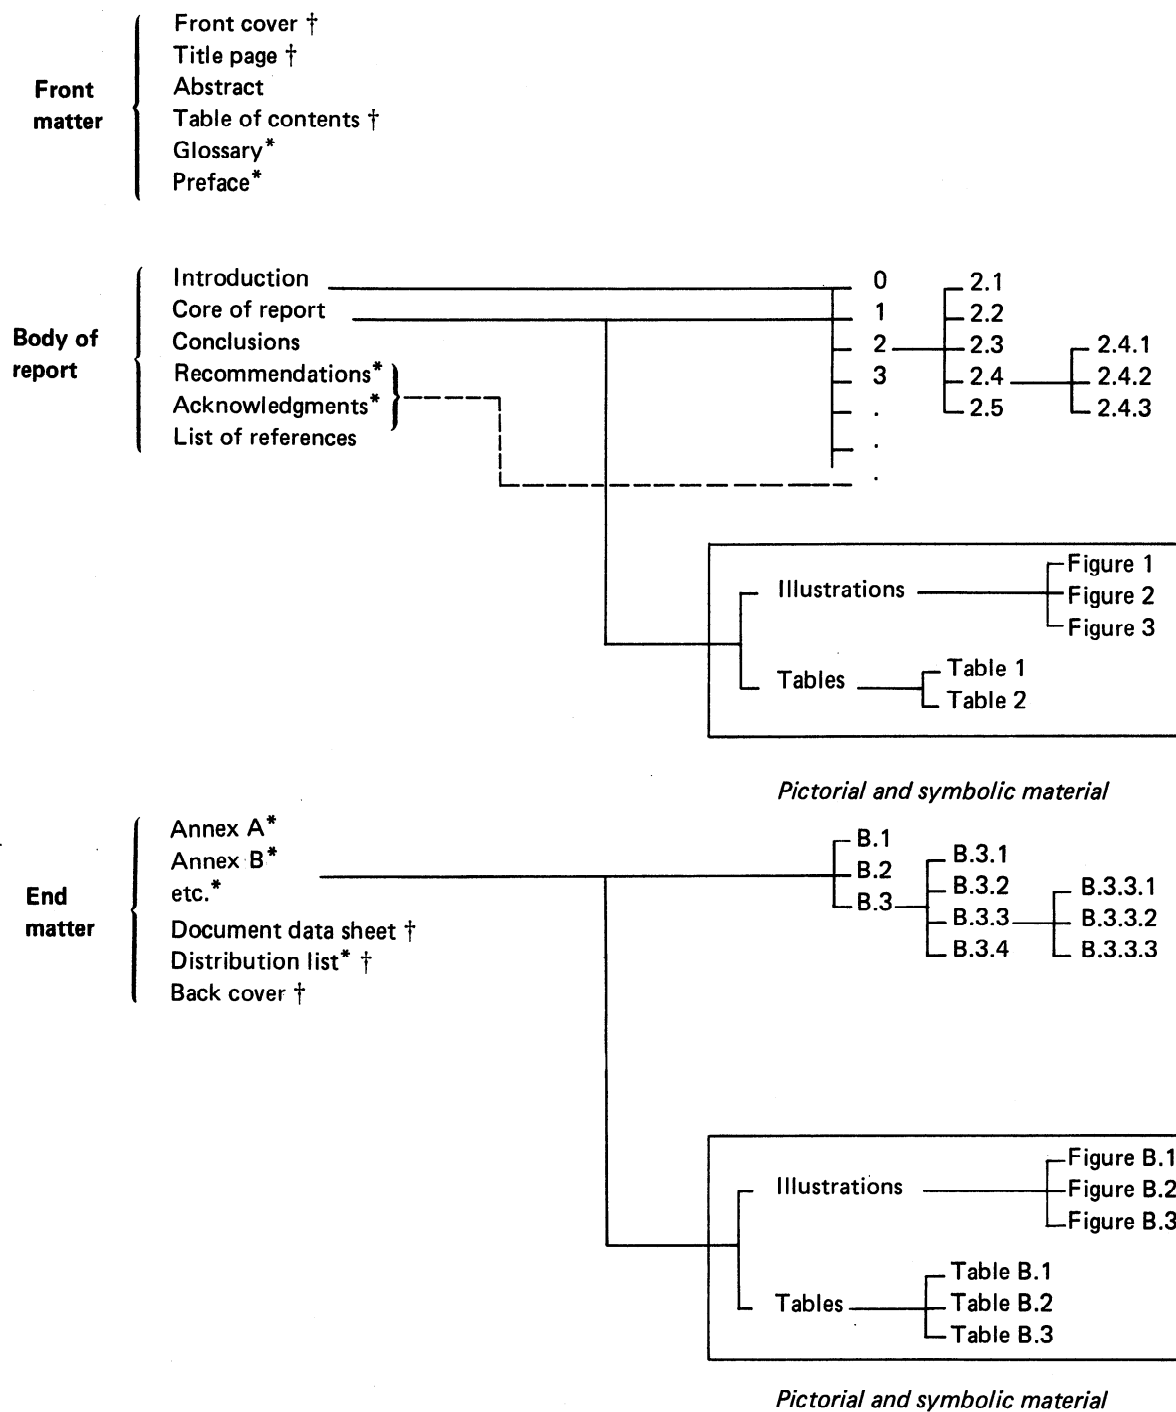 Front cover †
Title page †
Front
matter
Abstract
Table of contents †
Glossary*
Preface*
Body of
report
Introduction
Core of report
Conclusions
Recommendations*
Acknowledgments*
List of references
0
1
2
3
.
.
.
2.1
2.2
2.3
2.4
2.5
2.4.1
2.4.2
2.4.3
Illustrations
Figure 1
Figure 2
Figure 3
Tables
Table 1
Table 2
Pictorial and symbolic material
End
matter
Annex A*
Annex B*
etc.*
Document data sheet †
Distribution list* †
Back cover †
B.1
B.2
B.3
B.3.1
B.3.2
B.3.3
B.3.4
B.3.3.1
B.3.3.2
B.3.3.3
Illustrations
Figure B.1
Figure B.2
Figure B.3
Tables
Table B.1
Table B.2
Table B.3
Pictorial and symbolic material